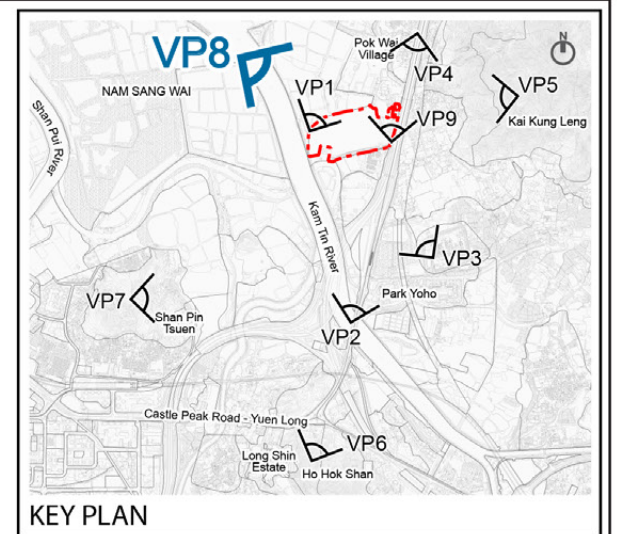 N
Pok Wai
Village
VP8
VP4
VP1
VP5
NAM SANG WAI
Shan Pui River
VP9
Kai Kung Leng
Kam Tin River
VP3
VP7
Shan Pin
Tsuen
Park Yoho
VP2
Castle Peak Road - Yuen Long
VP6
Long Shin
Estate
Ho Hok Shan
KEY PLAN